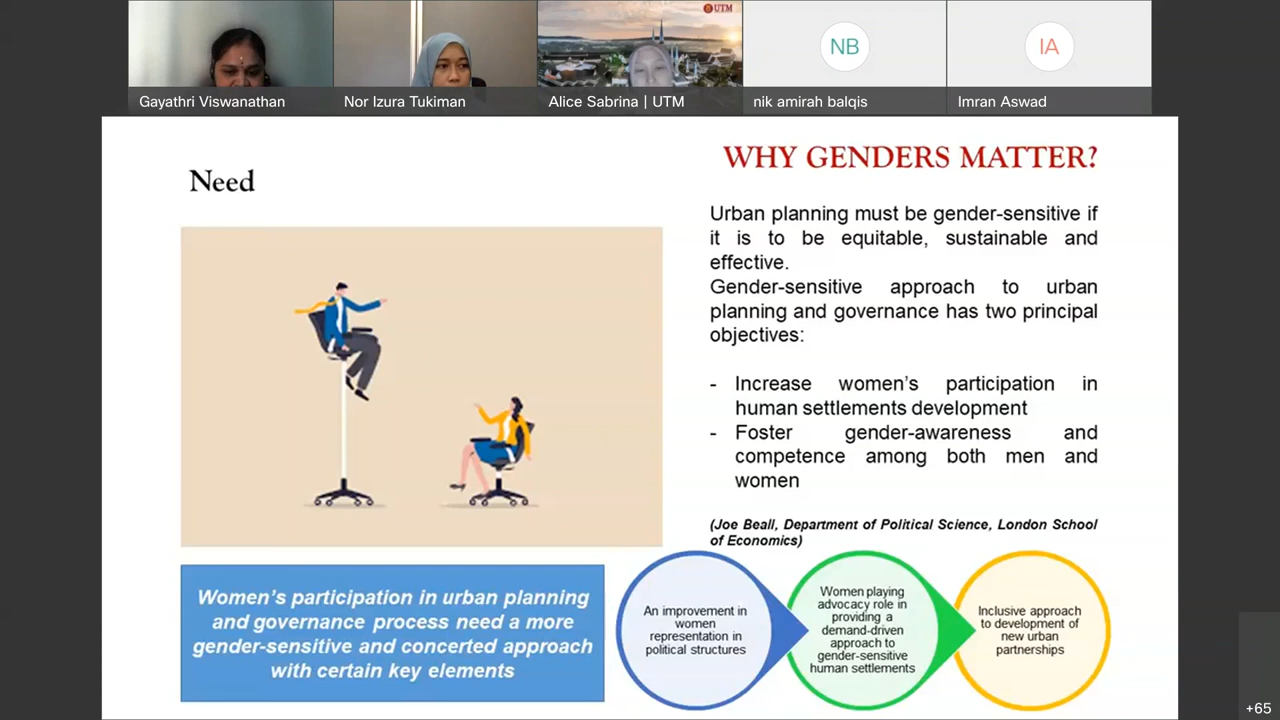 UTM
NB
IA
Gayathri Viswanathan
Nor Izura Tukiman
Alice Sabrina | UTM
nik amirah balqis
Imran Aswad
Need
WHY GENDERS MATTER?
Urban planning must be gender-sensitive if
it is to be equitable, sustainable and
effective.
Gender-sensitive approach to urban
planning and governance has two principal
objectives:
- Increase women's participation in
human settlements development
- Foster gender-awareness and
competence among both men and
women
(Joe Beall, Department of Political Science, London School
of Economics)
Women's participation in urban planning
and governance process need a more
gender-sensitive and concerted approach
with certain key elements
An improvement in
women
representation in
political structures
Women playing
advocacy role in
providing a
demand-driven
approach to
gender-sensitive
human settlements
Inclusive approach
to development of
new urban
partnerships
+65